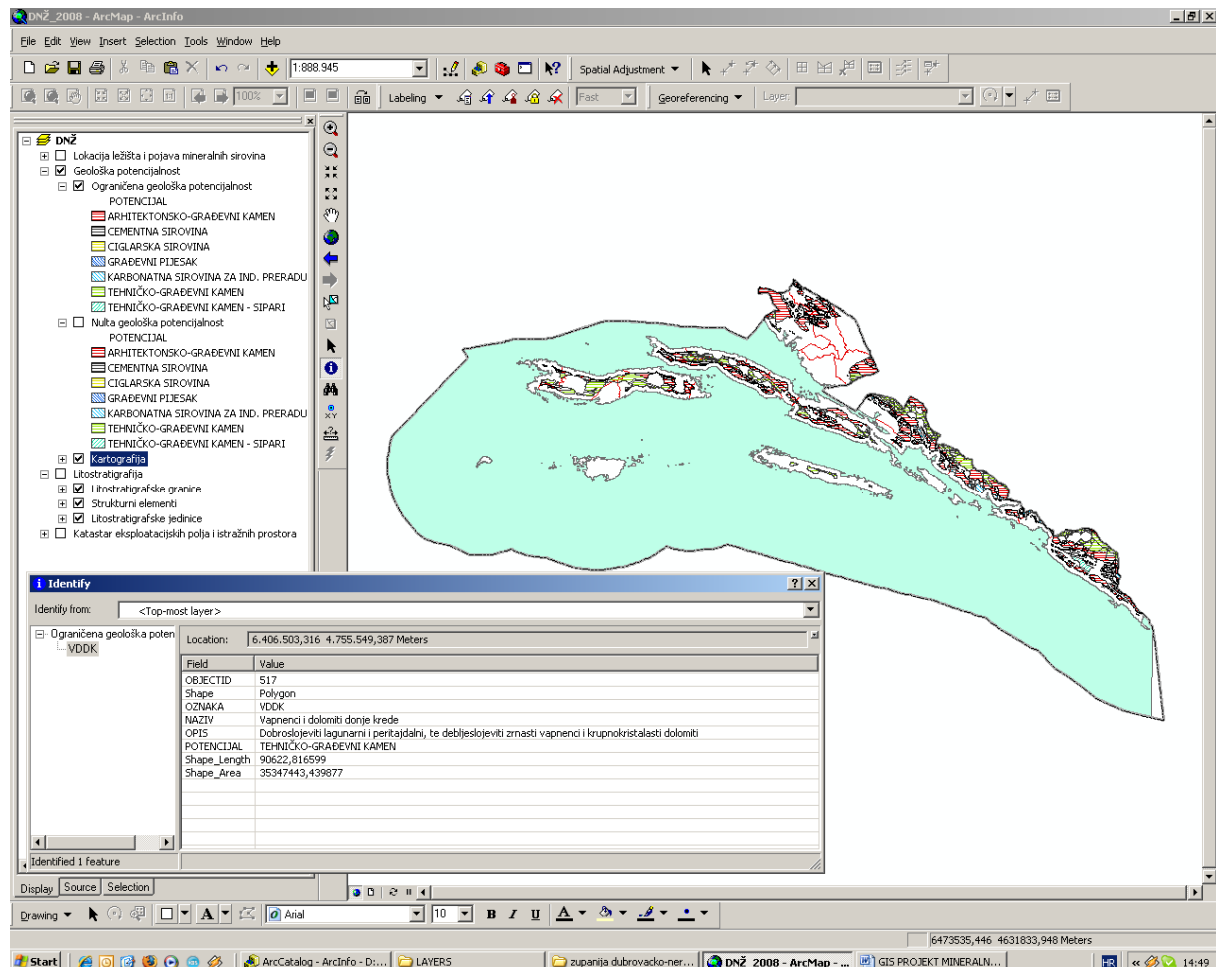 DNŽ_2008 - ArcMap - ArcInfo
File Edit View Insert Selection Tools Window Help
1:888.945 Spatial Adjustment
100% Labeling Fast Georeferencing Layer:
DNŽ
Lokacija ležišta i pojava mineralnih sirovina
Geološka potencijalnost
Ograničena geološka potencijalnost
POTENCIJAL
ARHITEKTONSKO-GRAĐEVNI KAMEN
CEMENTNA SIROVINA
CIGLARSKA SIROVINA
GRAĐEVNI PIJESAK
KARBONATNA SIROVINA ZA IND. PRERADU
TEHNIČKO-GRAĐEVNI KAMEN
TEHNIČKO-GRAĐEVNI KAMEN - SIPARI
Nulta geološka potencijalnost
POTENCIJAL
ARHITEKTONSKO-GRAĐEVNI KAMEN
CEMENTNA SIROVINA
CIGLARSKA SIROVINA
GRAĐEVNI PIJESAK
KARBONATNA SIROVINA ZA IND. PRERADU
TEHNIČKO-GRAĐEVNI KAMEN
TEHNIČKO-GRAĐEVNI KAMEN - SIPARI
Kartografija
Litostratigrafija
Litostratigrafske granice
Strukturni elementi
Litostratigrafske jedinice
Katastar eksploatacijskih polja i istražnih prostora
Identify
Identify from: <Top-most layer>
Ograničena geološka poten
VDDK
Location: 6.406.503,316 4.755.549,387 Meters
Field Value
OBJECTID 517
Shape Polygon
OZNAKA VDDK
NAZIV Vapnenci i dolomiti donje krede
OPIS Dobroslojeviti lagunarni i peritajdalni, te debljeslojeviti zrnasti vapnenci i krupnokristalasti dolomiti
POTENCIJAL TEHNIČKO-GRAĐEVNI KAMEN
Shape_Length 90622,816599
Shape_Area 35347443,439877
Identified 1 feature
Display Source Selection
Drawing A Arial 10 B I U A
6473535,446 4631833,948 Meters
Start ArcCatalog - ArcInfo - D:... LAYERS zupanija dubrovacko-ner... DNŽ_2008 - ArcMap - ... GIS PROJEKT MINERALN... HR 14:49